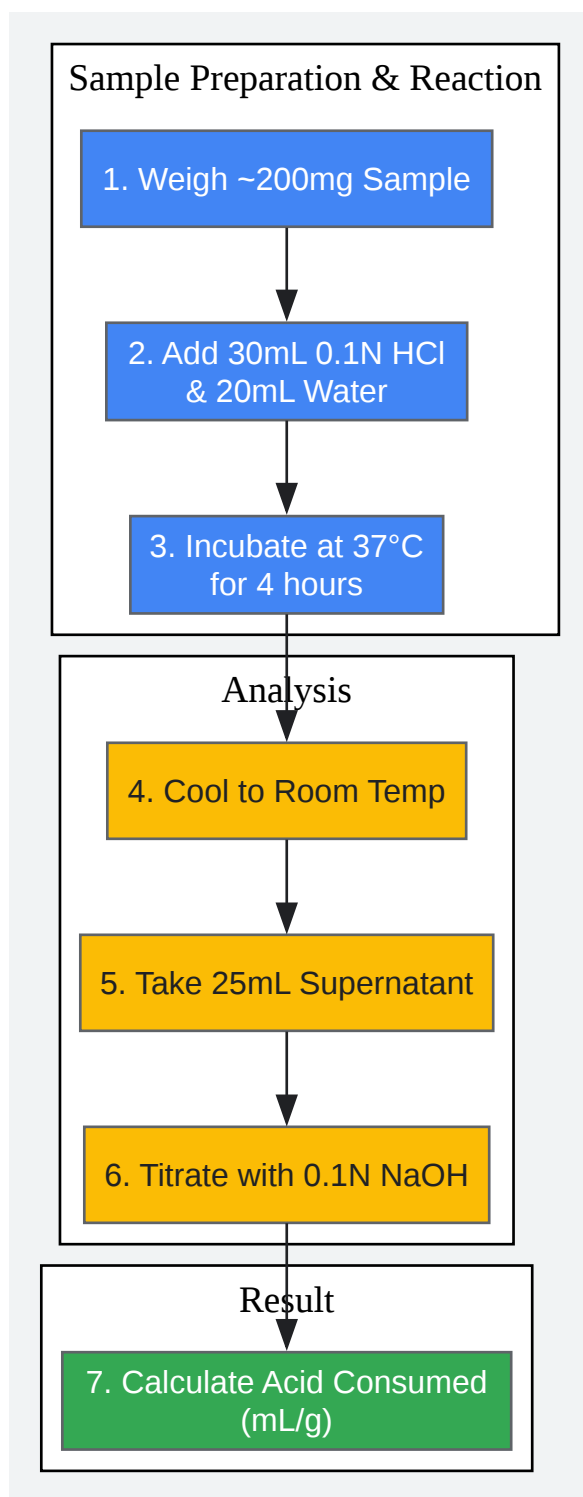 Sample Preparation & Reaction
1. Weigh ~200mg Sample
2. Add 30mL 0.1N HCl
& 20mL Water
3. Incubate at 37°C
for 4 hours
Analysis
4. Cool to Room Temp
5. Take 25mL Supernatant
6. Titrate with 0.1N NaOH
Result
7. Calculate Acid Consumed
(mL/g)